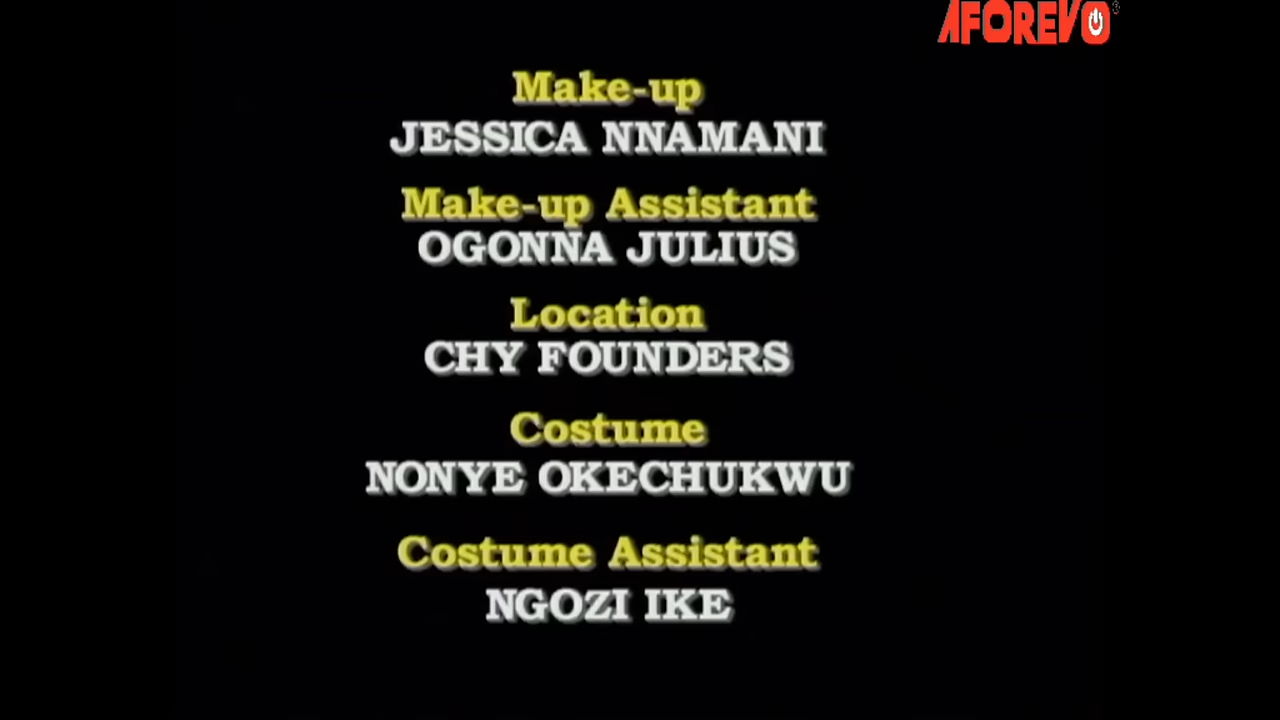 AFOREVO
Make-up
JESSICA NNAMANI
Make-up Assistant
OGONNA JULIUS
Location
CHY FOUNDERS
Costume
NONYE OKECHUKWU
Costume Assistant
NGOZI IKE